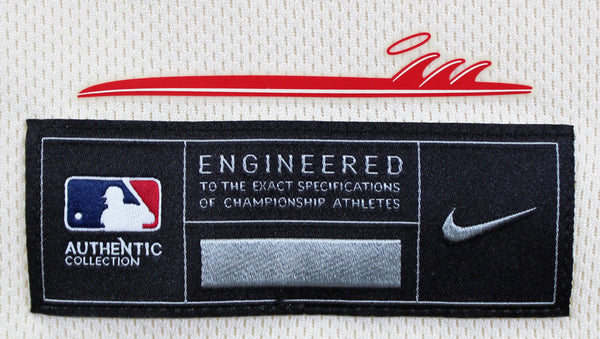 ENGINEERED
TO THE EXACT SPECIFICATIONS
OF CHAMPIONSHIP ATHLETES
AUTHENTIC
COLLECTION